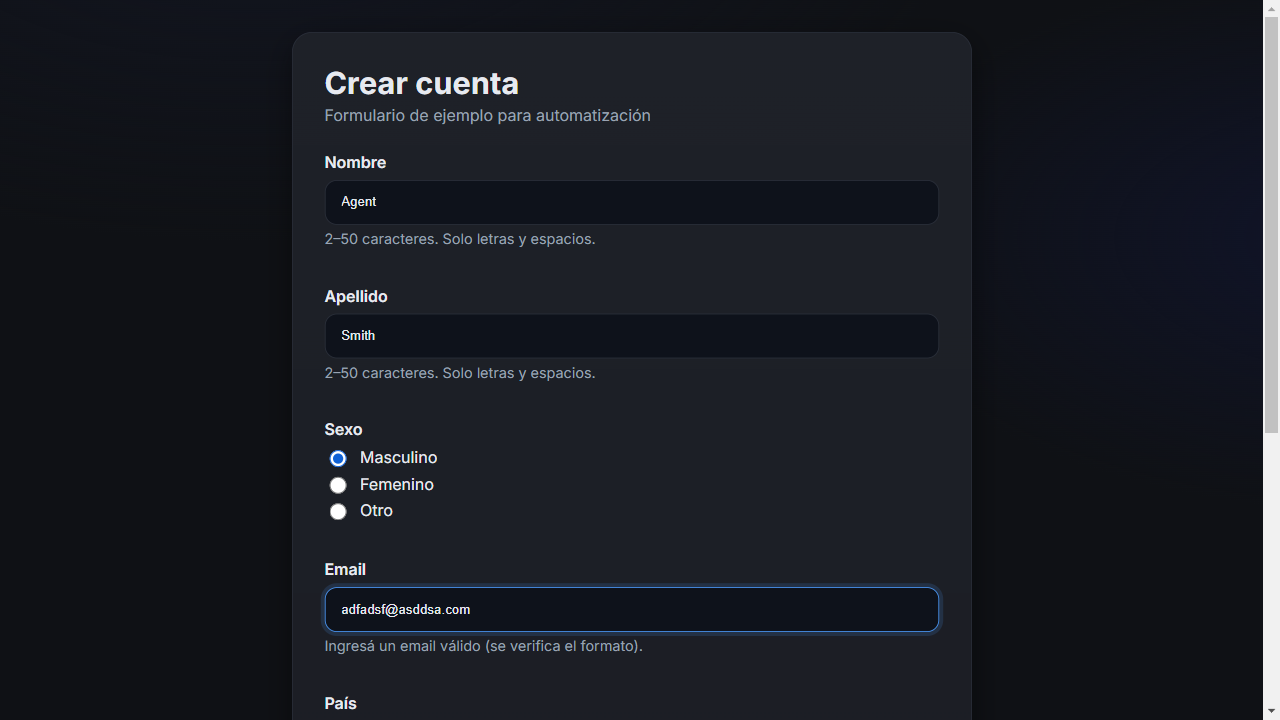 Crear cuenta
Formulario de ejemplo para automatización
Nombre
Agent
2–50 caracteres. Solo letras y espacios.
Apellido
Smith
2–50 caracteres. Solo letras y espacios.
Sexo
Masculino
Femenino
Otro
Email
adfadsf@asddsa.com
Ingresá un email válido (se verifica el formato).
País